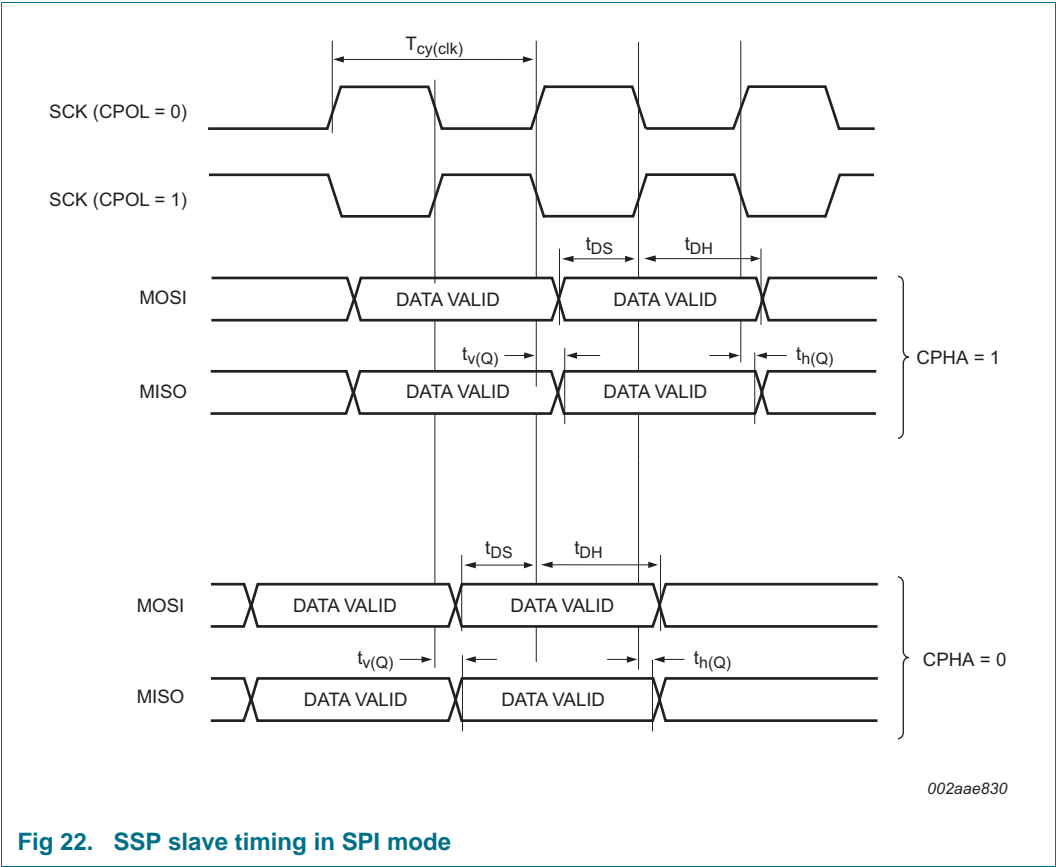 Tcy(clk)
SCK (CPOL = 0)
SCK (CPOL = 1)
tDS tDH
MOSI DATA VALID DATA VALID
tv(Q) th(Q)
CPHA = 1
MISO DATA VALID DATA VALID
tDS tDH
MOSI DATA VALID DATA VALID
tv(Q) th(Q)
CPHA = 0
MISO DATA VALID DATA VALID
002aae830
Fig 22. SSP slave timing in SPI mode